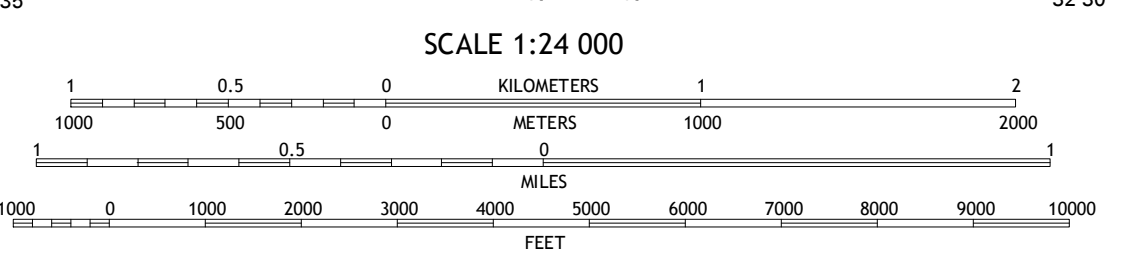 35
SCALE 1:24 000
1 0.5 0 KILOMETERS 1 2
1000 500 0 METERS 1000 2000
1 0.5 0 1
MILES
1000 0 1000 2000 3000 4000 5000 6000 7000 8000 9000 10000
FEET